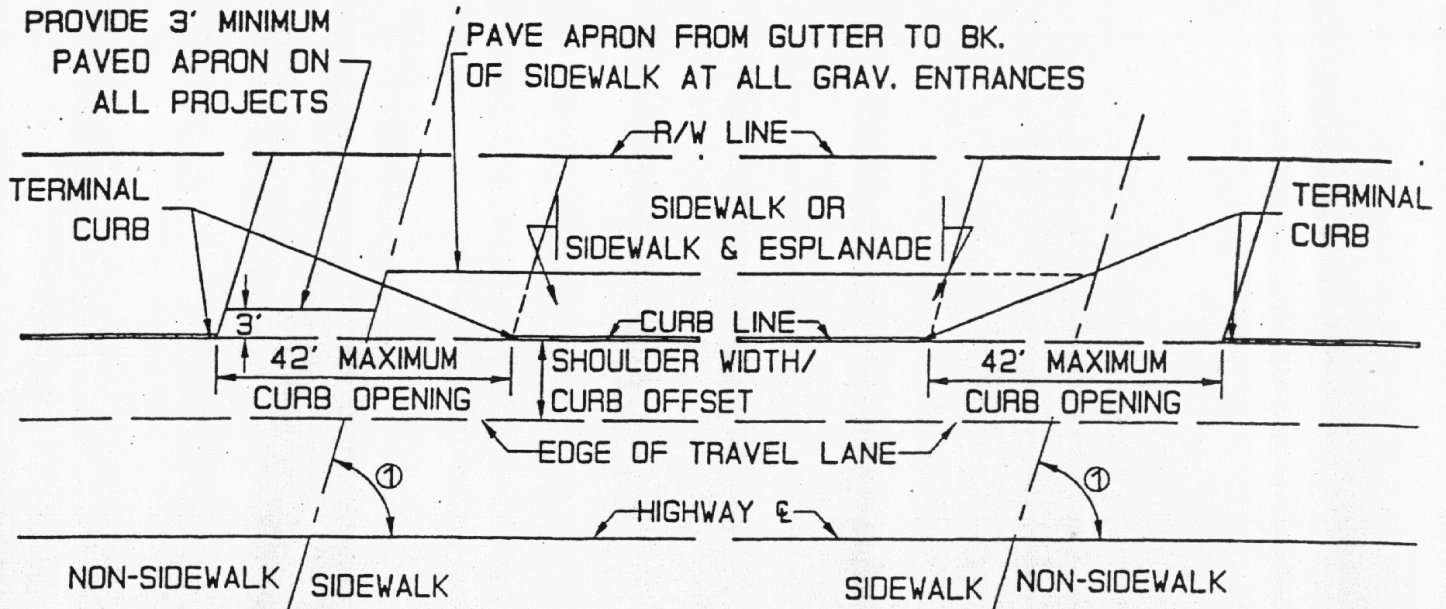 PROVIDE 3' MINIMUM
PAVED APRON ON
ALL PROJECTS
PAVE APRON FROM GUTTER TO BK.
OF SIDEWALK AT ALL GRAV. ENTRANCES
R/W LINE
TERMINAL
CURB
SIDEWALK OR
SIDEWALK & ESPLANADE
TERMINAL
CURB
3'
CURB LINE
42' MAXIMUM
CURB OPENING
SHOULDER WIDTH/
CURB OFFSET
42' MAXIMUM
CURB OPENING
EDGE OF TRAVEL LANE
①
①
HIGHWAY ℄
NON-SIDEWALK
SIDEWALK
SIDEWALK
NON-SIDEWALK